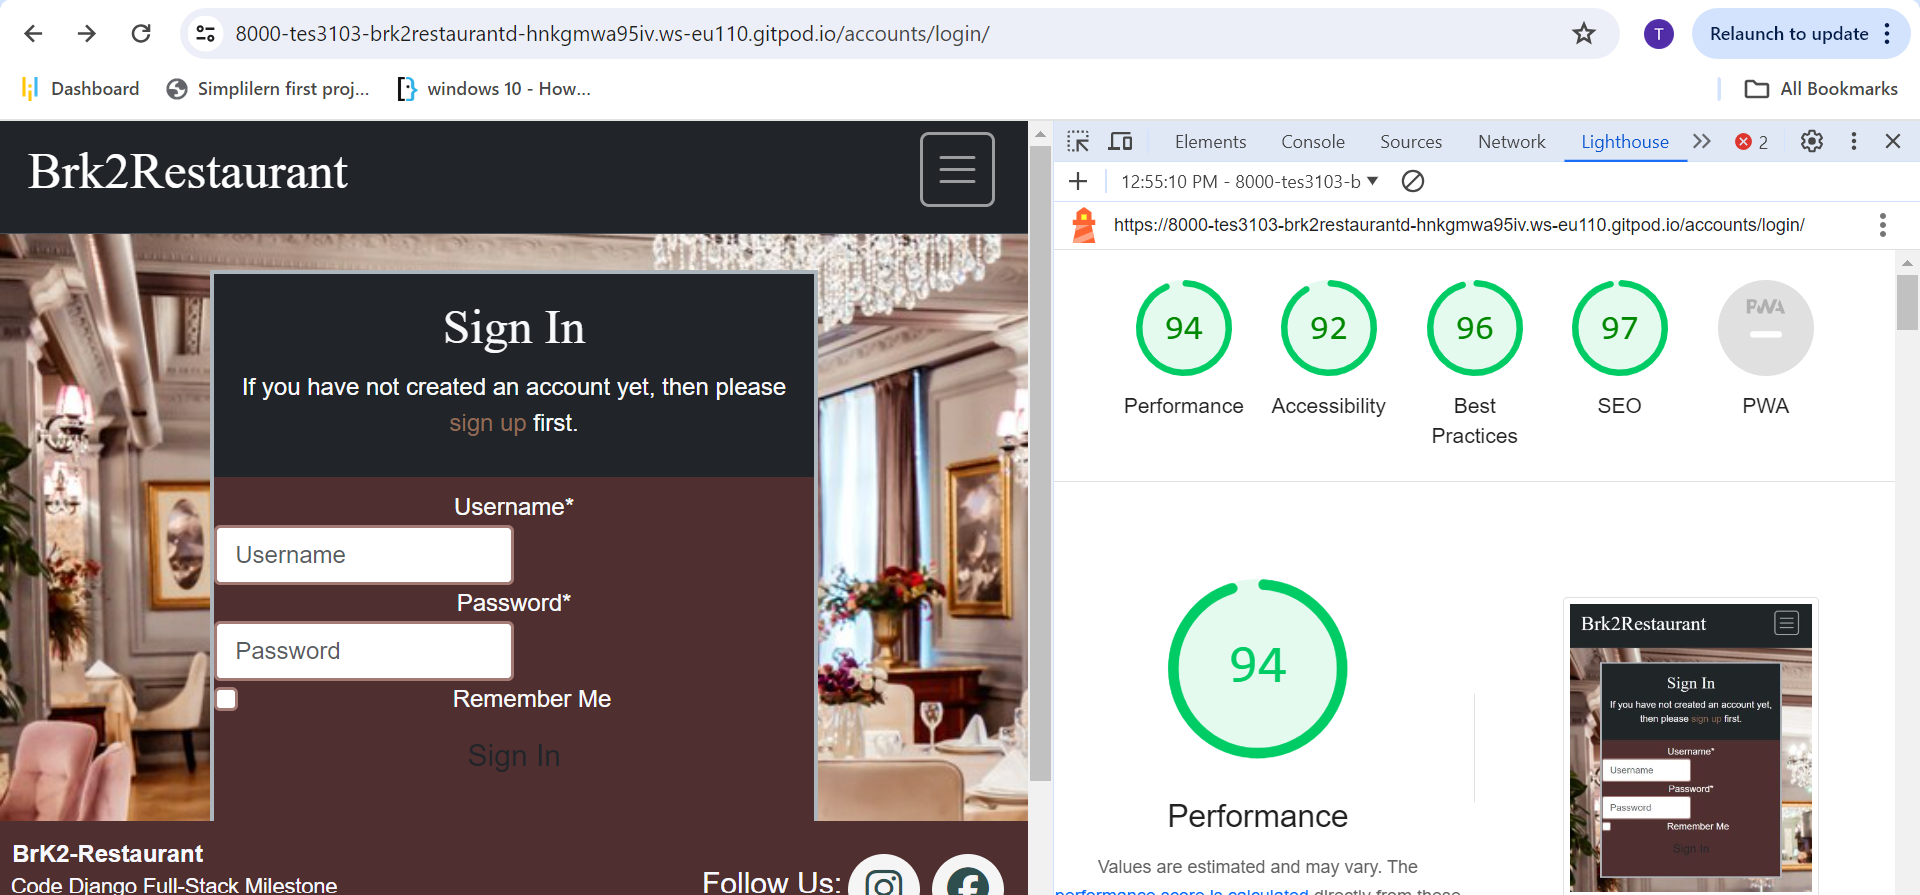 8000-tes3103-brk2restaurantd-hnkgmwa95iv.ws-eu110.gitpod.io/accounts/login/
T
Relaunch to update
Dashboard
Simplilern first proj...
windows 10 - How...
All Bookmarks
Brk2Restaurant
Sign In
If you have not created an account yet, then please
sign up first.
Username*
Username
Password*
Password
Remember Me
Sign In
BrK2-Restaurant
Code Django Full-Stack Milestone
Follow Us:
Elements
Console
Sources
Network
Lighthouse
2
12:55:10 PM - 8000-tes3103-b
https://8000-tes3103-brk2restaurantd-hnkgmwa95iv.ws-eu110.gitpod.io/accounts/login/
94
92
96
97
PWA
Performance
Accessibility
Best
Practices
SEO
PWA
94
Performance
Values are estimated and may vary. The
performance score is calculated directly from these
Brk2Restaurant
Sign In
If you have not created an account yet,
then please sign up first.
Username*
Username
Password*
Password
Remember Me
Sign In